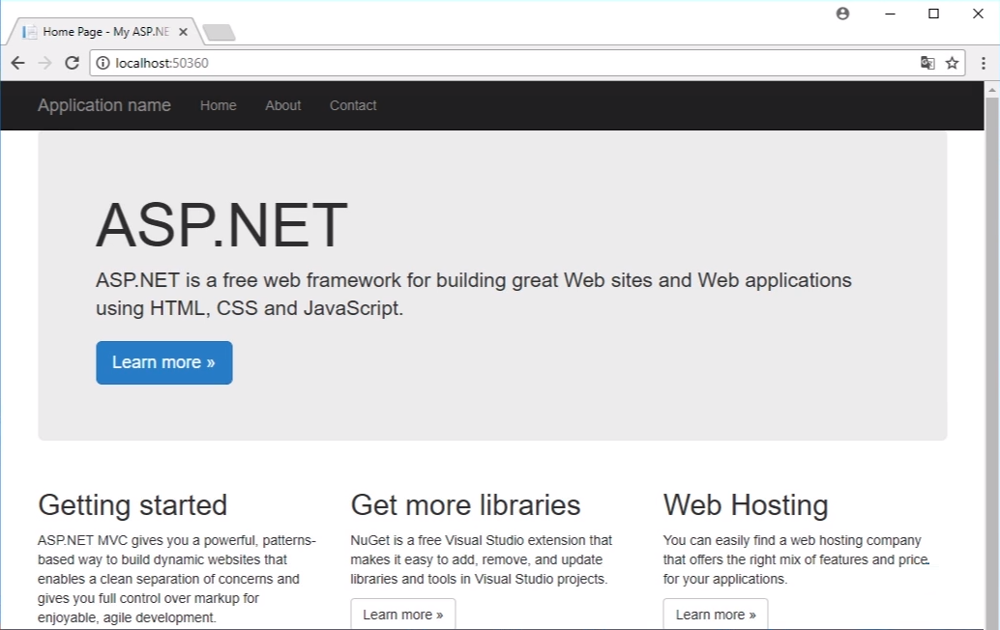 Home Page - My ASP.NE
localhost:50360
Application name Home About Contact
ASP.NET
ASP.NET is a free web framework for building great Web sites and Web applications
using HTML, CSS and JavaScript.
Learn more »
Getting started
ASP.NET MVC gives you a powerful, patterns-
based way to build dynamic websites that
enables a clean separation of concerns and
gives you full control over markup for
enjoyable, agile development.
Get more libraries
NuGet is a free Visual Studio extension that
makes it easy to add, remove, and update
libraries and tools in Visual Studio projects.
Learn more »
Web Hosting
You can easily find a web hosting company
that offers the right mix of features and price
for your applications.
Learn more »